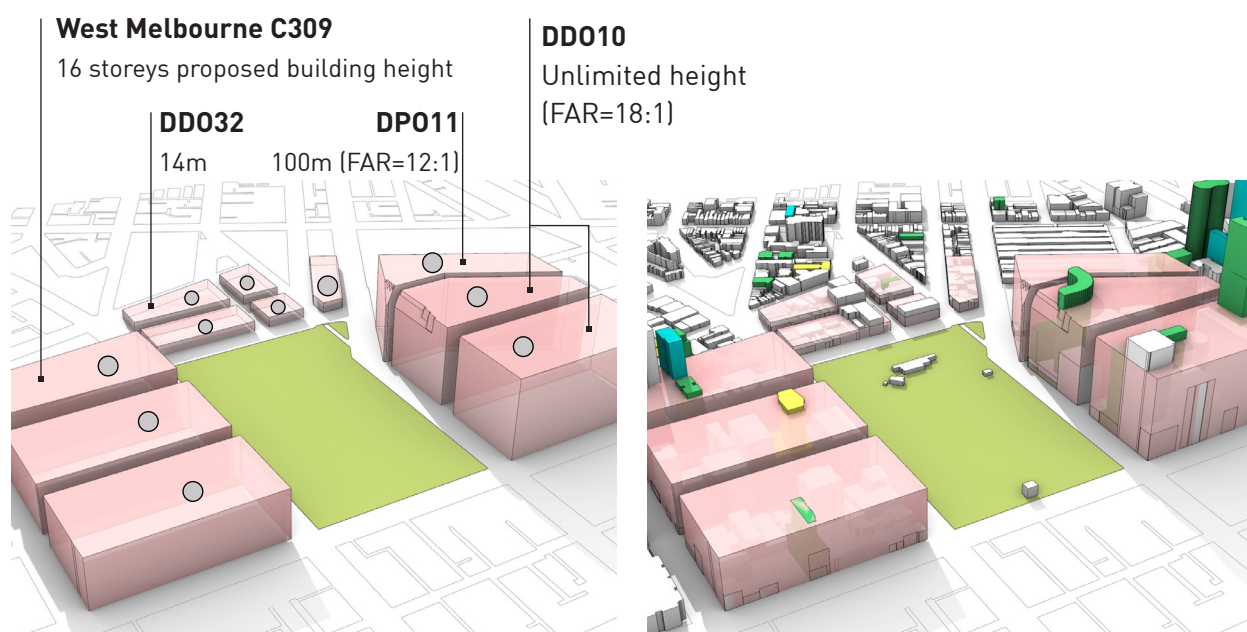 West Melbourne C309
16 storeys proposed building height
DDO32
14m
DPO11
100m (FAR=12:1)
DDO10
Unlimited height
(FAR=18:1)